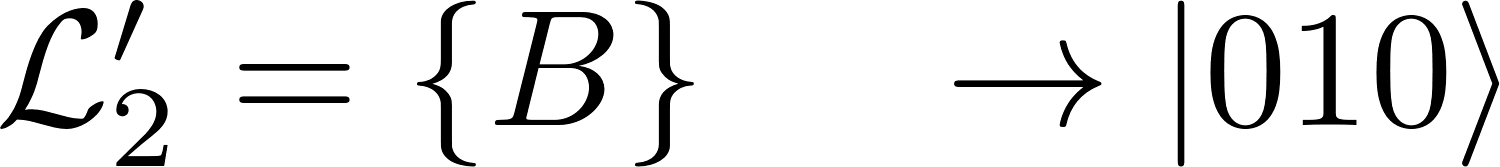 ℒ′₂ = {B} → |010⟩